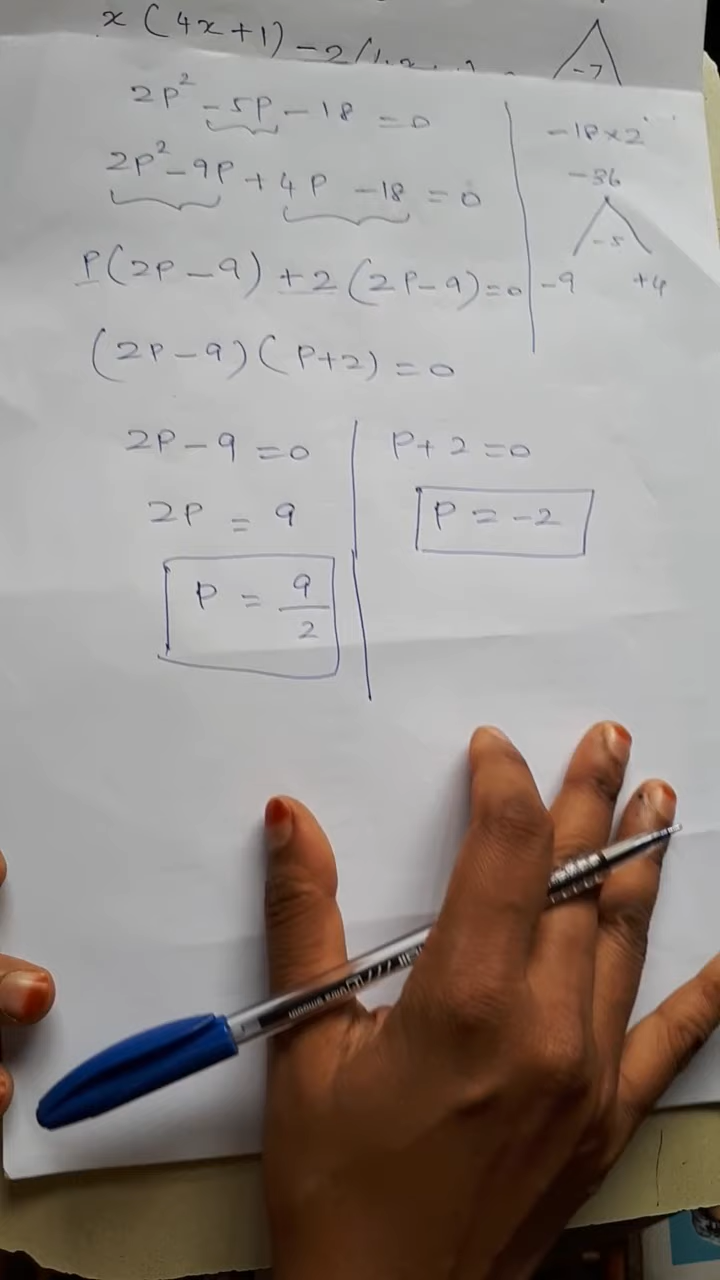 x (4x+1) -2
-7
2P² -5P -18 = 0
2P² -9P +4P -18 = 0
P(2P-9) +2(2P-9)=0
(2P-9)(P+2)=0
2P-9 =0
2P = 9
P = 9/2
P+2=0
P = -2
-18×2
-36
-5
-9 +4